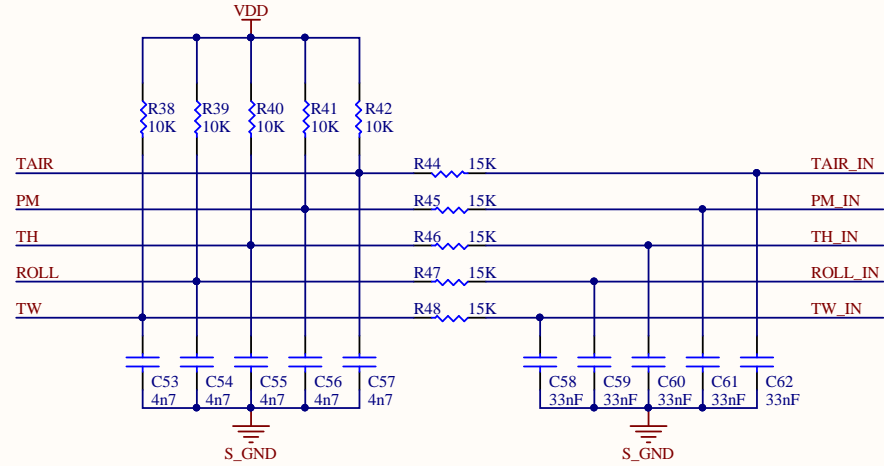 VDD
R38 R39 R40 R41 R42
10K 10K 10K 10K 10K
TAIR R44 15K TAIR_IN
PM R45 15K PM_IN
TH R46 15K TH_IN
ROLL R47 15K ROLL_IN
TW R48 15K TW_IN
C53 C54 C55 C56 C57 C58 C59 C60 C61 C62
4n7 4n7 4n7 4n7 4n7 33nF 33nF 33nF 33nF 33nF
S_GND S_GND